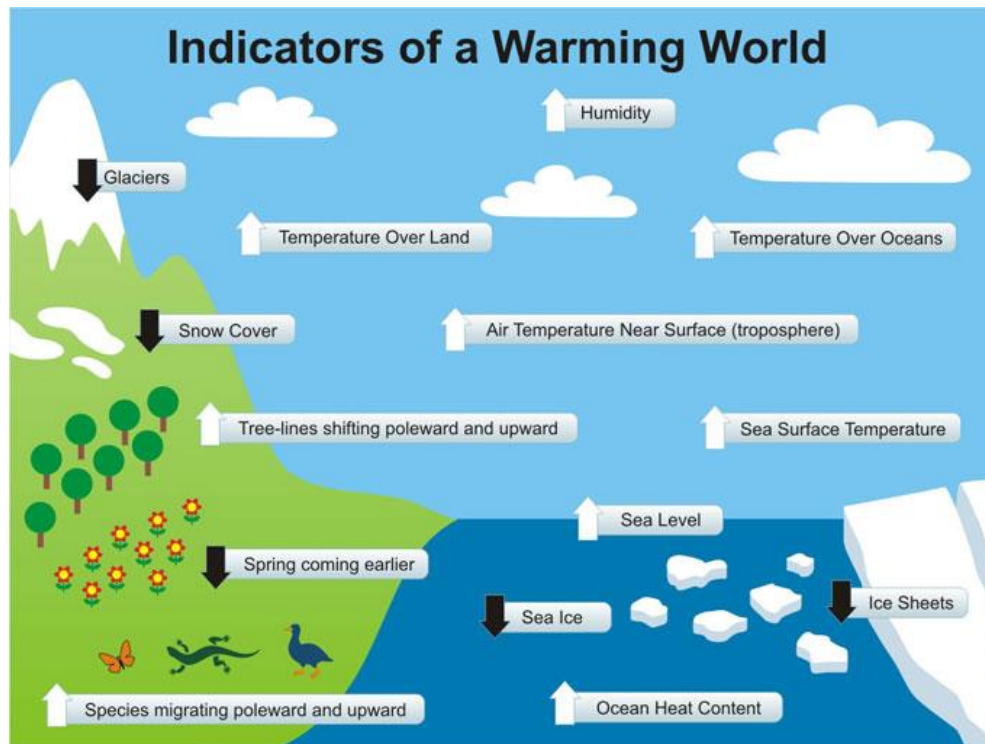 Indicators of a Warming World
Humidity
Glaciers
Temperature Over Land
Temperature Over Oceans
Snow Cover
Air Temperature Near Surface (troposphere)
Tree-lines shifting poleward and upward
Sea Surface Temperature
Sea Level
Spring coming earlier
Ice Sheets
Sea Ice
Species migrating poleward and upward
Ocean Heat Content